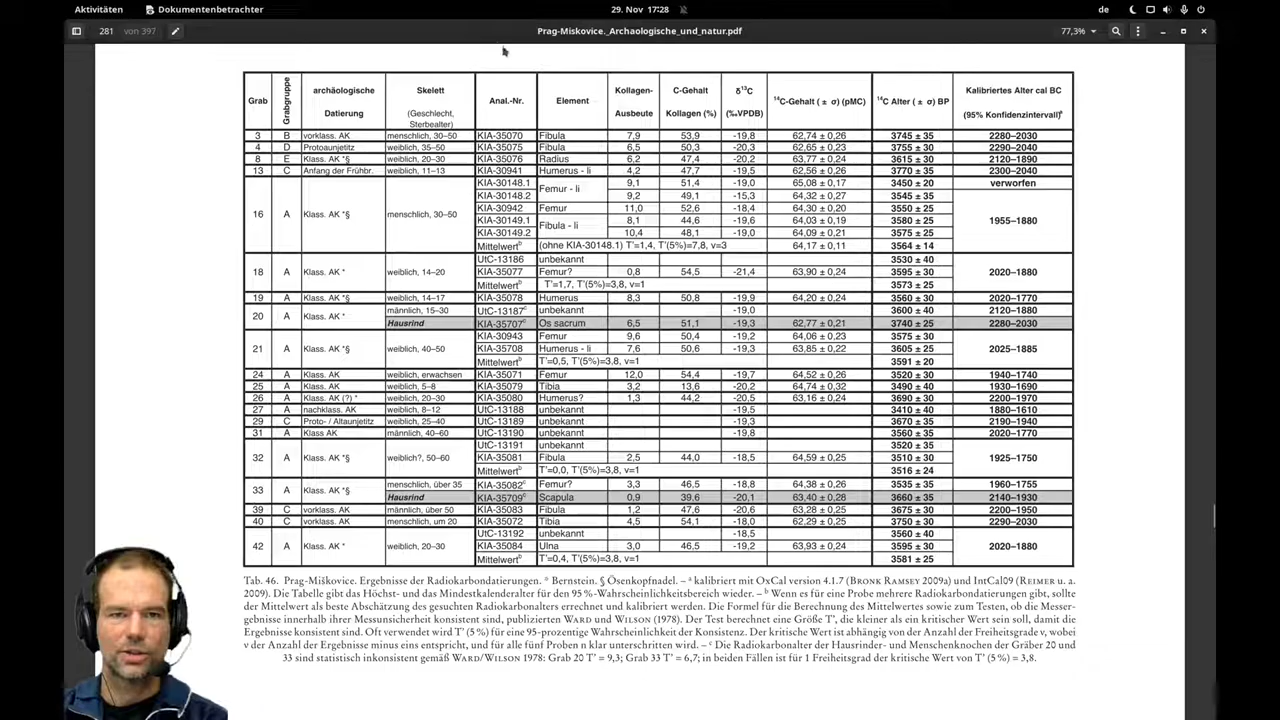 Aktivitäten Dokumentenbetrachter 29. Nov 17:28 de
281 von 397 Prag-Miskovice._Archaologische_und_natur.pdf 77,3%
Grab Grabgruppe archäologische Datierung Skelett (Geschlecht, Sterbealter) Anal.-Nr. Element Kollagen-Ausbeute C-Gehalt Kollagen (%) δ13C (‰VPDB) 14C-Gehalt ( ± σ) (pMC) 14C Alter ( ± σ) BP Kalibriertes Alter cal BC (95% Konfidenzintervall)a
3 B vorklass. AK menschlich, 30–50 KIA-35070 Fibula 7,9 53,9 -19,8 62,74 ± 0,26 3745 ± 35 2280–2030
4 D Protoaunjetitz weiblich, 35–50 KIA-35075 Fibula 6,5 50,3 -20,3 62,65 ± 0,23 3755 ± 35 2290–2040
8 E Klass. AK *§ weiblich, 20–30 KIA-35076 Radius 6,2 47,4 -20,2 63,77 ± 0,24 3615 ± 30 2120–1890
13 C Anfang der Frühbr. weiblich, 11–13 KIA-30941 Humerus - li 4,2 47,7 -19,5 62,56 ± 0,26 3770 ± 35 2300–2040
KIA-30148.1 Femur - li 9,1 51,4 -19,0 65,08 ± 0,17 3450 ± 20 verworfen
KIA-30148.2 9,2 49,1 -15,3 64,32 ± 0,27 3545 ± 35
KIA-30942 Femur 11,0 52,6 -18,4 64,30 ± 0,20 3550 ± 25
16 A Klass. AK *§ menschlich, 30–50 KIA-30149.1 Fibula - li 8,1 44,6 -19,6 64,03 ± 0,19 3580 ± 25 1955–1880
KIA-30149.2 10,4 48,1 -19,0 64,09 ± 0,21 3575 ± 25
Mittelwertb (ohne KIA-30148.1) T'=1,4, T'(5%)=7,8, v=3 64,17 ± 0,11 3564 ± 14
UtC-13186 unbekannt 3530 ± 40
18 A Klass. AK * weiblich, 14–20 KIA-35077 Femur? 0,8 54,5 -21,4 63,90 ± 0,24 3595 ± 30 2020–1880
Mittelwertb T'=1,7, T'(5%)=3,8, v=1 3573 ± 25
19 A Klass. AK *§ weiblich, 14–17 KIA-35078 Humerus 8,3 50,8 -19,9 64,20 ± 0,24 3560 ± 30 2020–1770
20 A Klass. AK * männlich, 15–30 UtC-13187c unbekannt -19,0 3600 ± 40 2120–1880
Hausrind KIA-35707c Os sacrum 6,5 51,1 -19,3 62,77 ± 0,21 3740 ± 25 2280–2030
KIA-30943 Femur 9,6 50,4 -19,2 64,06 ± 0,23 3575 ± 30
21 A Klass. AK *§ weiblich, 40–50 KIA-35708 Humerus - li 7,6 50,6 -19,3 63,85 ± 0,22 3605 ± 25 2025–1885
Mittelwertb T'=0,5, T'(5%)=3,8, v=1 3591 ± 20
24 A Klass. AK weiblich, erwachsen KIA-35071 Femur 12,0 54,4 -19,7 64,52 ± 0,26 3520 ± 30 1940–1740
25 A Klass. AK weiblich, 5–8 KIA-35079 Tibia 3,2 13,6 -20,2 64,74 ± 0,32 3490 ± 40 1930–1690
26 A Klass. AK (?) * weiblich, 20–30 KIA-35080 Humerus? 1,3 44,2 -20,5 63,16 ± 0,24 3690 ± 30 2200–1970
27 A nachklass. AK weiblich, 8–12 UtC-13188 unbekannt -19,5 3410 ± 40 1880–1610
29 C Proto- / Altaunjetitz weiblich, 25–40 UtC-13189 unbekannt -19,3 3670 ± 35 2190–1940
31 A Klass AK männlich, 40–60 UtC-13190 unbekannt -19,8 3560 ± 35 2020–1770
UtC-13191 unbekannt 3520 ± 35
32 A Klass. AK *§ weiblich?, 50–60 KIA-35081 Fibula 2,5 44,0 -18,5 64,59 ± 0,25 3510 ± 30 1925–1750
Mittelwertb T'=0,0, T'(5%)=3,8, v=1 3516 ± 24
33 A Klass. AK *§ menschlich, über 35 KIA-35082c Femur? 3,3 46,5 -18,8 64,38 ± 0,26 3535 ± 35 1960–1755
Hausrind KIA-35709c Scapula 0,9 39,6 -20,1 63,40 ± 0,28 3660 ± 35 2140–1930
39 C vorklass. AK männlich, über 50 KIA-35083 Fibula 1,2 47,6 -20,6 63,28 ± 0,25 3675 ± 30 2200–1950
40 C vorklass. AK menschlich, um 20 KIA-35072 Tibia 4,5 54,1 -18,0 62,29 ± 0,25 3750 ± 30 2290–2030
UtC-13192 unbekannt -18,5 3560 ± 40
42 A Klass. AK * weiblich, 20–30 KIA-35084 Ulna 3,0 46,5 -19,2 63,93 ± 0,24 3595 ± 30 2020–1880
Mittelwertb T'=0,4, T'(5%)=3,8, v=1 3581 ± 25
Tab. 46. Prag-Miškovice. Ergebnisse der Radiokarbondatierungen. * Bernstein. § Ösenkopfnadel. – a kalibriert mit OxCal version 4.1.7 (Bronk Ramsey 2009a) und IntCal09 (Reimer u. a.
2009). Die Tabelle gibt das Höchst- und das Mindestkalenderalter für den 95 %-Wahrscheinlichkeitsbereich wieder. – b Wenn es für eine Probe mehrere Radiokarbondatierungen gibt, sollte
der Mittelwert als beste Abschätzung des gesuchten Radiokarbonalters errechnet und kalibriert werden. Die Formel für die Berechnung des Mittelwertes sowie zum Testen, ob die Messer-
gebnisse innerhalb ihrer Messunsicherheit konsistent sind, publizierten Ward und Wilson (1978). Der Test berechnet eine Größe T', die kleiner als ein kritischer Wert sein soll, damit die
Ergebnisse konsistent sind. Oft verwendet wird T' (5 %) für eine 95-prozentige Wahrscheinlichkeit der Konsistenz. Der kritische Wert ist abhängig von der Anzahl der Freiheitsgrade v, wobei
v der Anzahl der Ergebnisse minus eins entspricht, und für alle fünf Proben n klar unterschritten wird. – c Die Radiokarbonalter der Hausrinder- und Menschenknochen der Gräber 20 und
33 sind statistisch inkonsistent gemäß Ward/Wilson 1978: Grab 20 T' = 9,3; Grab 33 T' = 6,7; in beiden Fällen ist für 1 Freiheitsgrad der kritische Wert von T' (5 %) = 3,8.